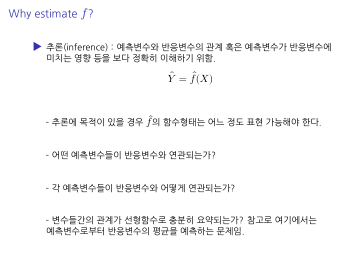 Why estimate f̂?
▶ 추론(inference) : 예측변수와 반응변수의 관계 혹은 예측변수가 반응변수에
미치는 영향 등을 보다 정확히 이해하기 위함.
Ŷ = f̂(X)
- 추론에 목적이 있을 경우 f̂의 함수형태는 어느 정도 표현 가능해야 한다.
- 어떤 예측변수들이 반응변수와 연관되는가?
- 각 예측변수들이 반응변수와 어떻게 연관되는가?
- 변수들간의 관계가 선형함수로 충분히 요약되는가? 참고로 여기에서는
예측변수로부터 반응변수의 평균을 예측하는 문제임.